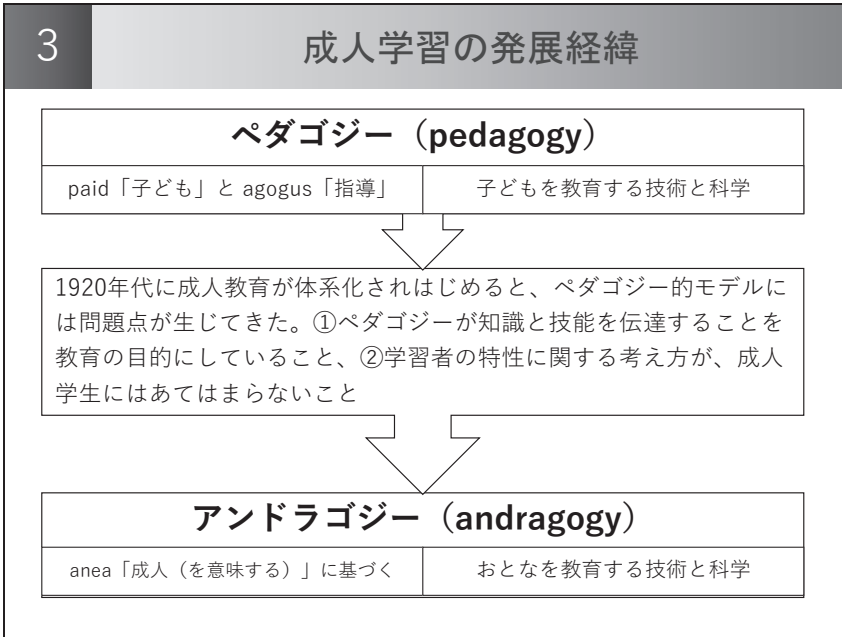 3
成人学習の発展経緯
ペダゴジー（pedagogy）
paid「子ども」と agogus「指導」
子どもを教育する技術と科学
1920年代に成人教育が体系化されはじめると、ペダゴジー的モデルに
は問題点が生じてきた。①ペダゴジーが知識と技能を伝達することを
教育の目的にしていること、②学習者の特性に関する考え方が、成人
学生にはあてはまらないこと
アンドラゴジー（andragogy）
anea「成人（を意味する）」に基づく
おとなを教育する技術と科学